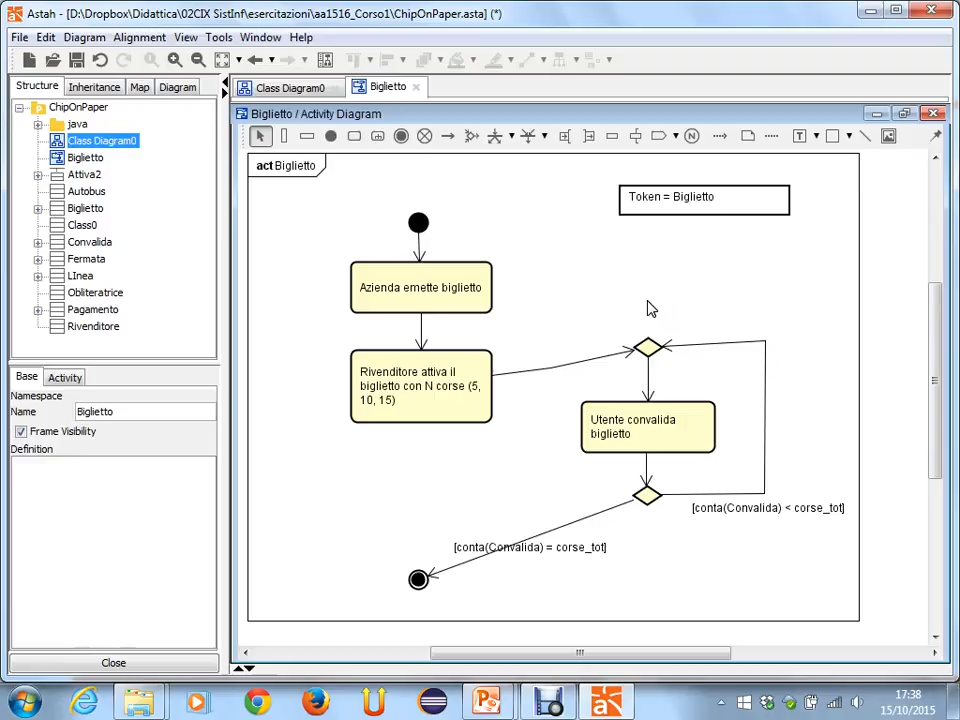 Astah - [D:\Dropbox\Didattica\02CIX SistInf\esercitazioni\aa1516_Corso1\ChipOnPaper.asta] (*)
File Edit Diagram Alignment View Tools Window Help
Structure Inheritance Map Diagram
ChipOnPaper
java
Class Diagram0
Biglietto
Attiva2
Autobus
Biglietto
Class0
Convalida
Fermata
LInea
Obliteratrice
Pagamento
Rivenditore
Base Activity
Namespace
Name Biglietto
Frame Visibility
Definition
Close
Class Diagram0 Biglietto
Biglietto / Activity Diagram
N T
act Biglietto
Token = Biglietto
Azienda emette biglietto
Rivenditore attiva il
biglietto con N corse (5,
10, 15)
Utente convalida
biglietto
[conta(Convalida) < corse_tot]
[conta(Convalida) = corse_tot]
17:38
15/10/2015